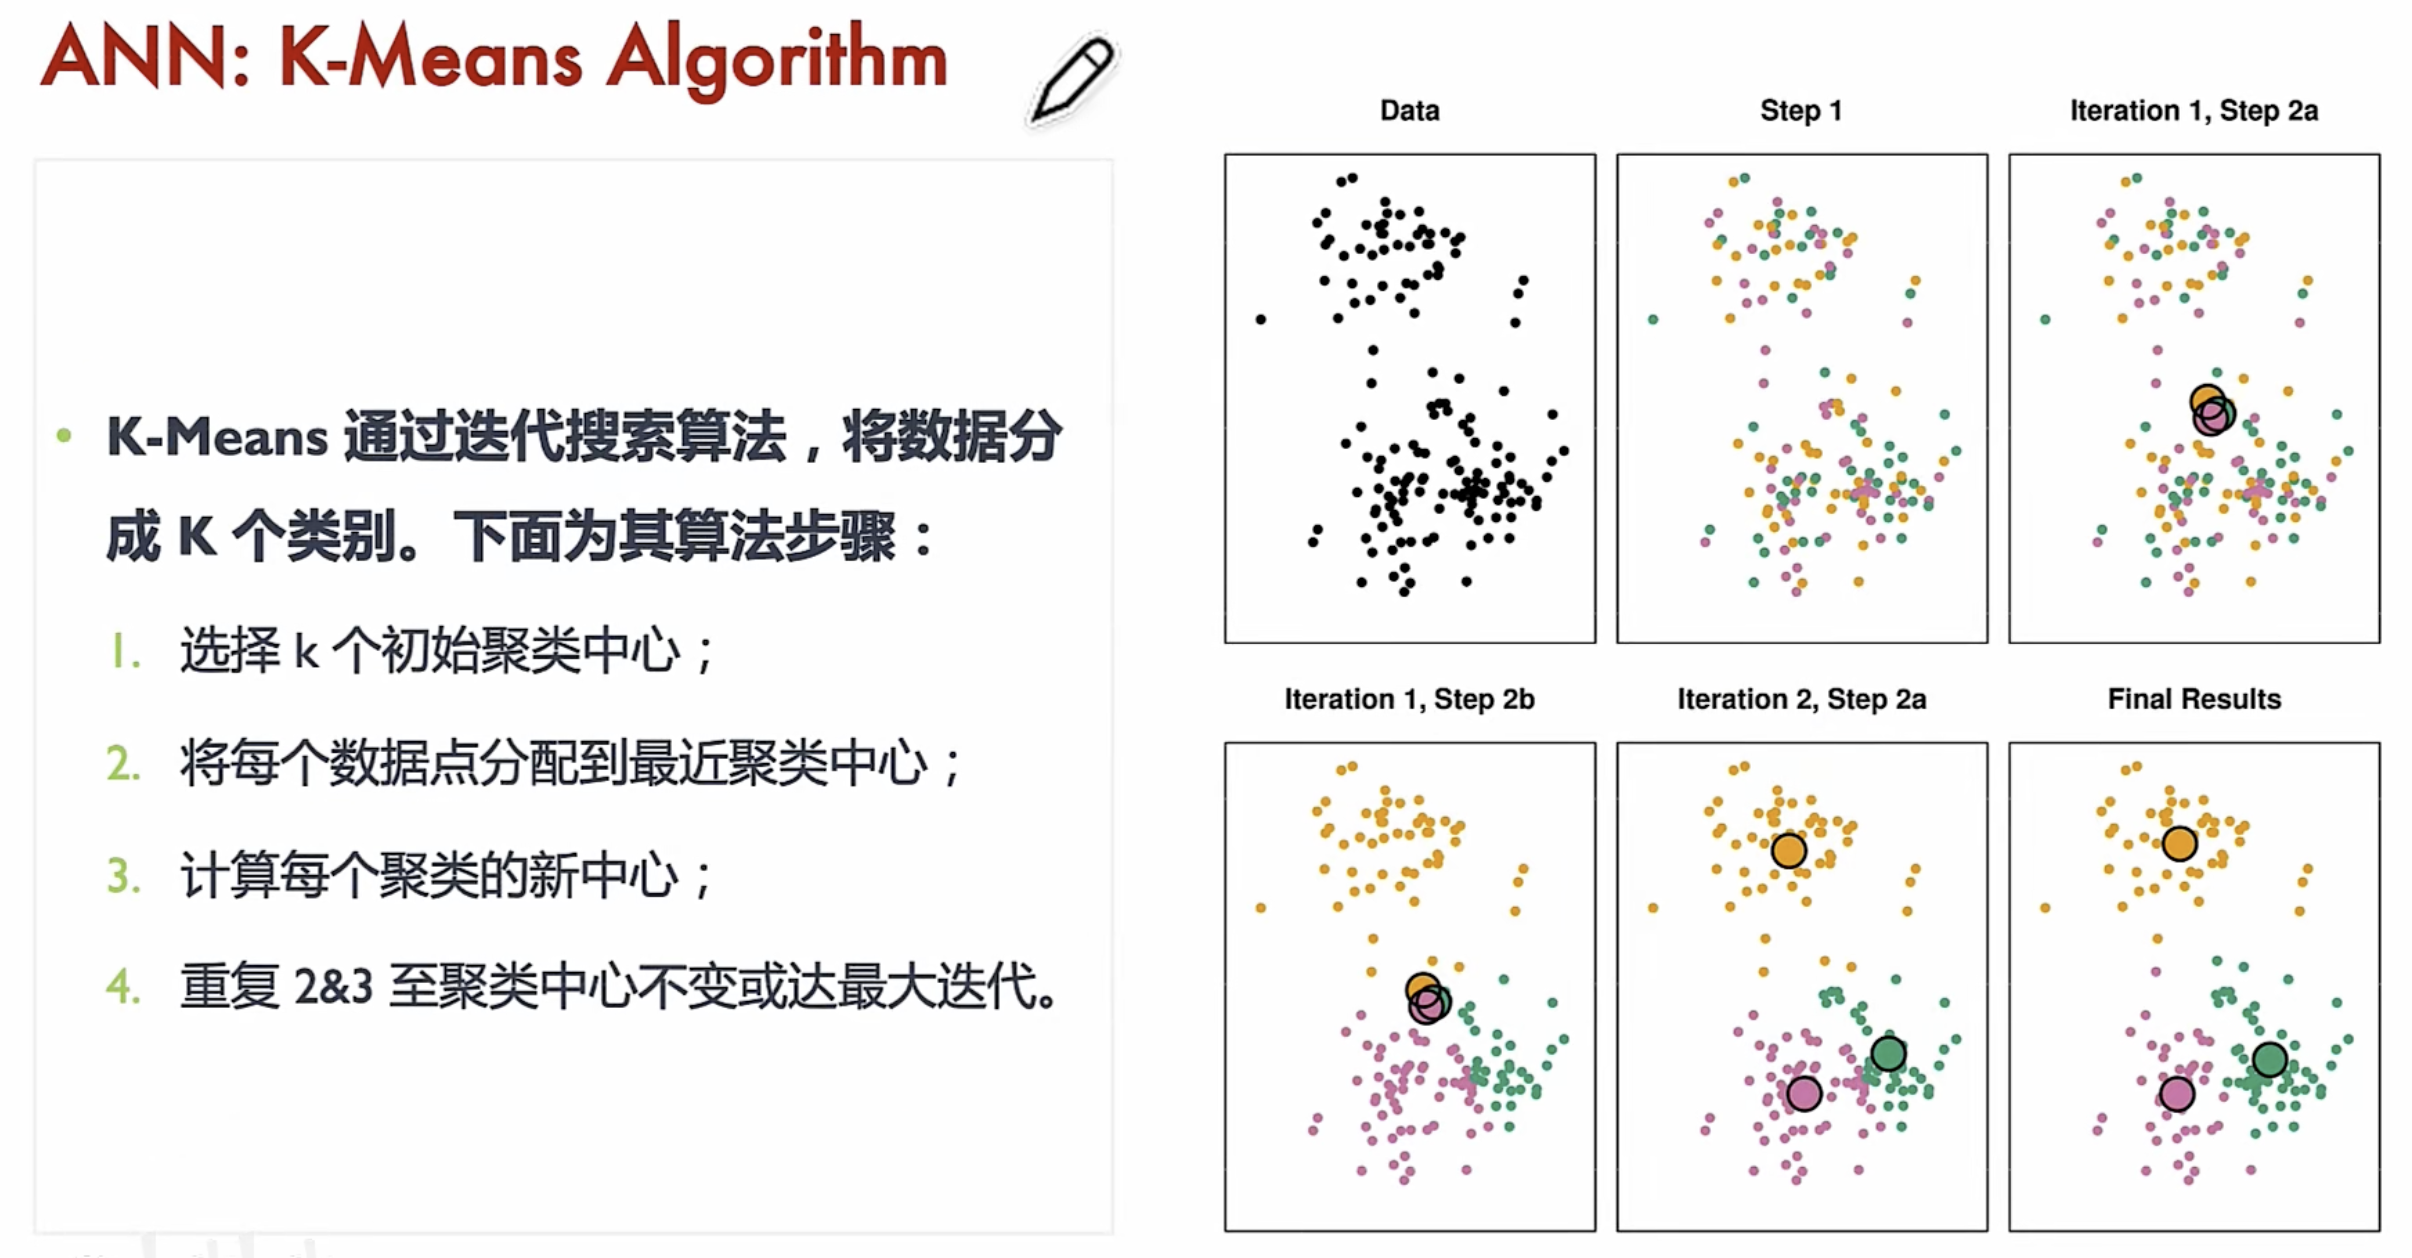 ANN: K-Means Algorithm
• K-Means 通过迭代搜索算法，将数据分
成 K 个类别。下面为其算法步骤：
1. 选择 k 个初始聚类中心；
2. 将每个数据点分配到最近聚类中心；
3. 计算每个聚类的新中心；
4. 重复 2&3 至聚类中心不变或达最大迭代。
Data
Step 1
Iteration 1, Step 2a
Iteration 1, Step 2b
Iteration 2, Step 2a
Final Results